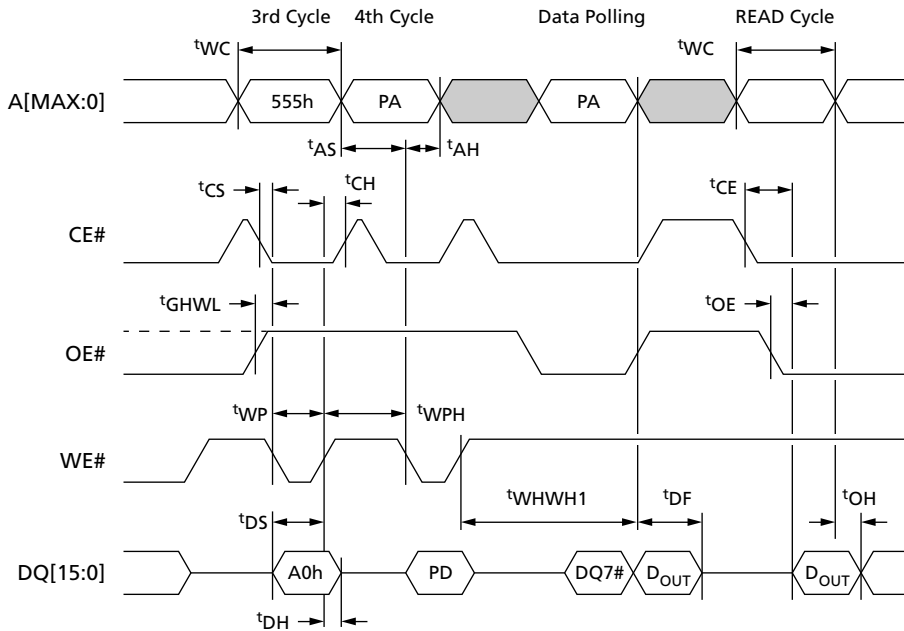 3rd Cycle 4th Cycle Data Polling READ Cycle
tWC tWC
A[MAX:0] 555h PA PA
tAS tAH
tCS tCH tCE
CE#
tGHWL tOE
OE#
tWP tWPH
WE#
tWHWH1 tDF tOH
tDS
DQ[15:0] A0h PD DQ7# DOUT DOUT
tDH